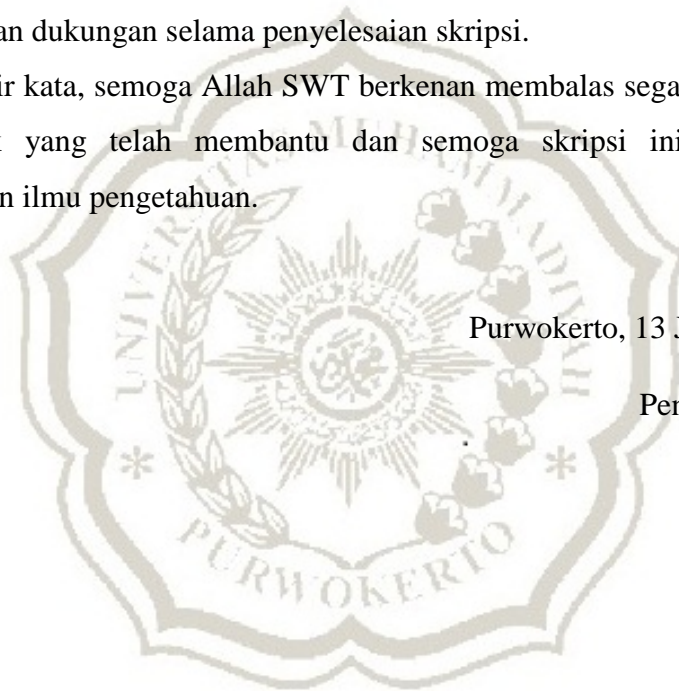 an dukungan selama penyelesaian skripsi.
ir kata, semoga Allah SWT berkenan membalas sega
yang telah membantu dan semoga skripsi ini
n ilmu pengetahuan.
Purwokerto, 13 J
Per
UNIVERSITAS MUHAMMADIYAH
PURWOKERTO